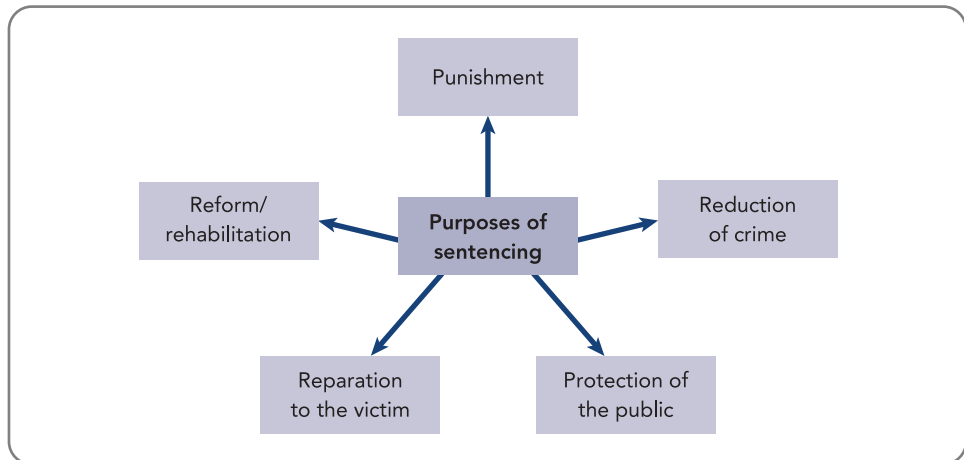 Punishment
Reform/
rehabilitation
Purposes of
sentencing
Reduction
of crime
Reparation
to the victim
Protection of
the public